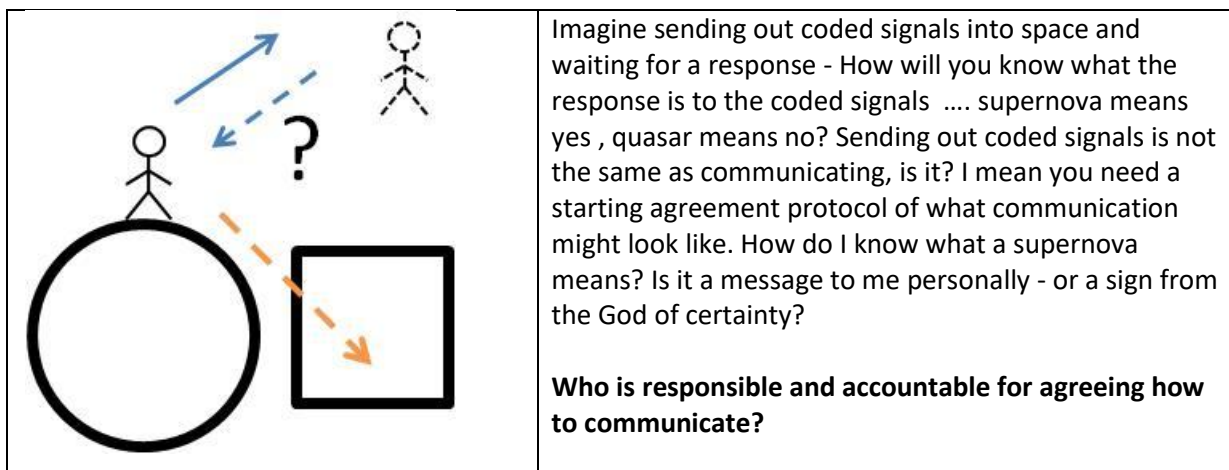 ?
Imagine sending out coded signals into space and
waiting for a response - How will you know what the
response is to the coded signals  …. supernova means
yes , quasar means no? Sending out coded signals is not
the same as communicating, is it? I mean you need a
starting agreement protocol of what communication
might look like. How do I know what a supernova
means? Is it a message to me personally - or a sign from
the God of certainty?
Who is responsible and accountable for agreeing how
to communicate?